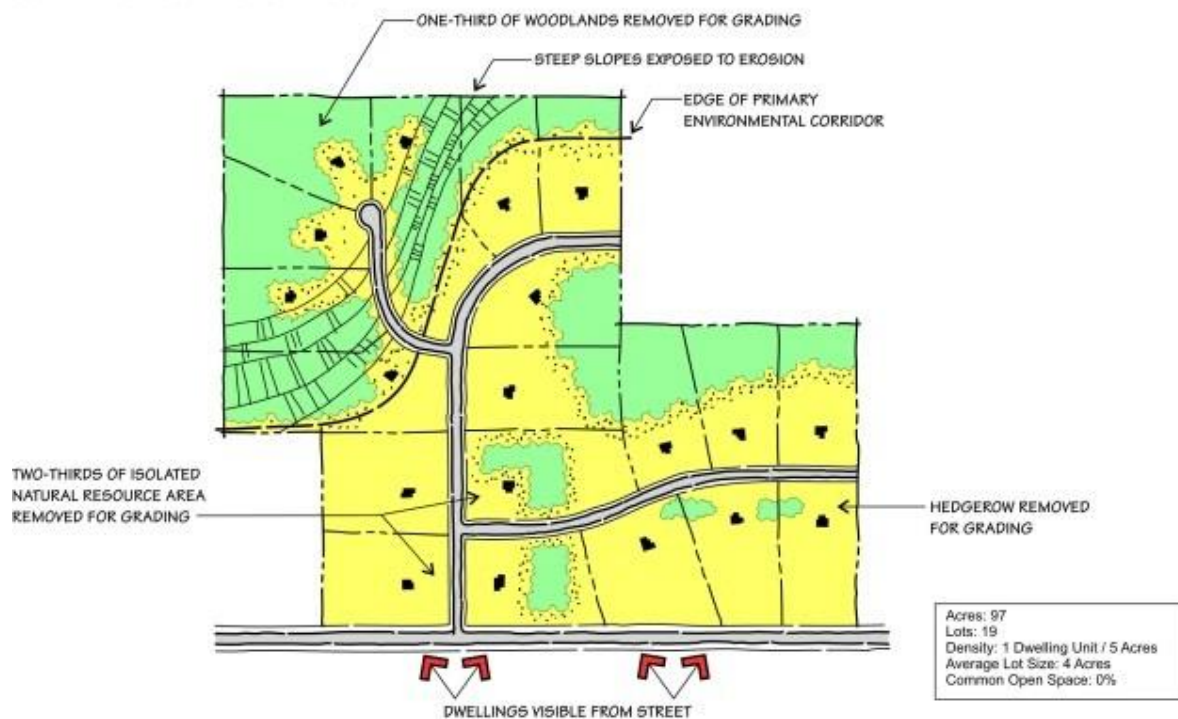 ONE-THIRD OF WOODLANDS REMOVED FOR GRADING
STEEP SLOPES EXPOSED TO EROSION
EDGE OF PRIMARY
ENVIRONMENTAL CORRIDOR
TWO-THIRDS OF ISOLATED
NATURAL RESOURCE AREA
REMOVED FOR GRADING
HEDGEROW REMOVED
FOR GRADING
Acres: 97
Lots: 19
Density: 1 Dwelling Unit / 5 Acres
Average Lot Size: 4 Acres
Common Open Space: 0%
DWELLINGS VISIBLE FROM STREET